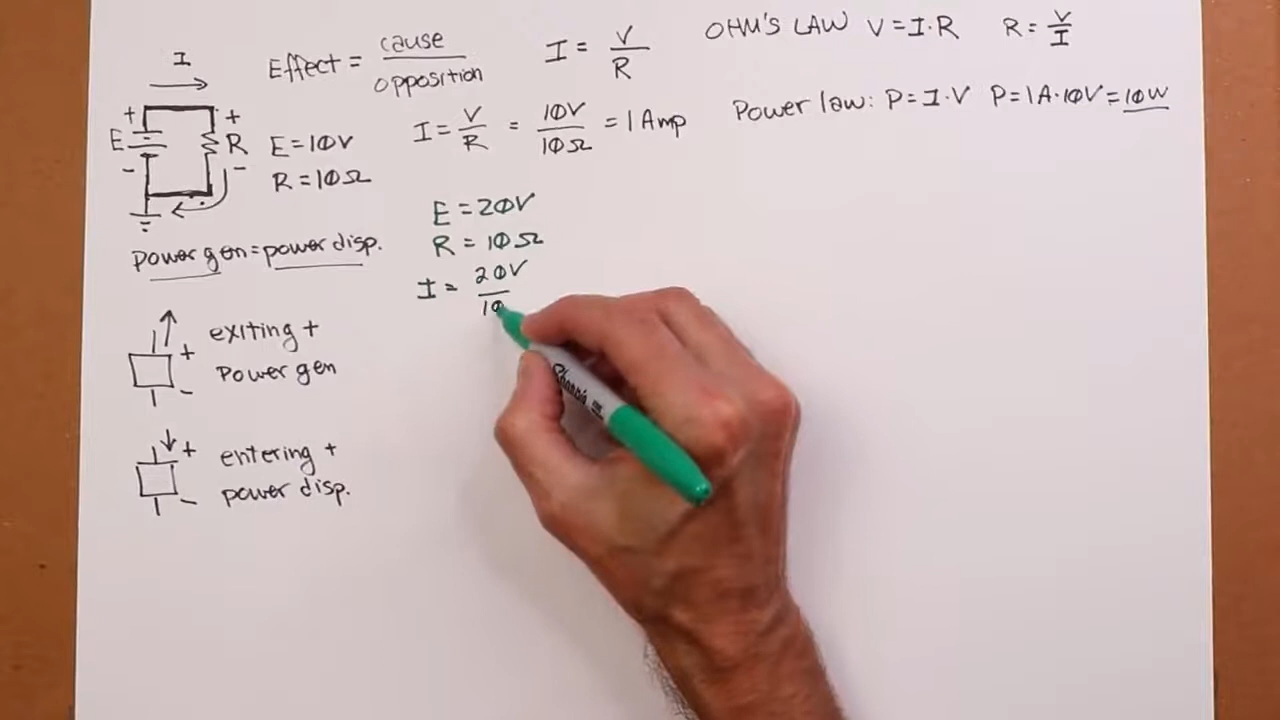 Effect = cause / opposition
I = V / R
OHM'S LAW V = I·R R = V / I
I
+ +
E R
- -
E = 10V
R = 10Ω
I = V / R = 10V / 10Ω = 1 Amp
Power law: P = I·V P = 1A·10V = 10W
power gen = power disp.
E = 20V
R = 10Ω
I = 20V / 10
+
-
exiting +
power gen
+
-
entering +
power disp.
Sharpie